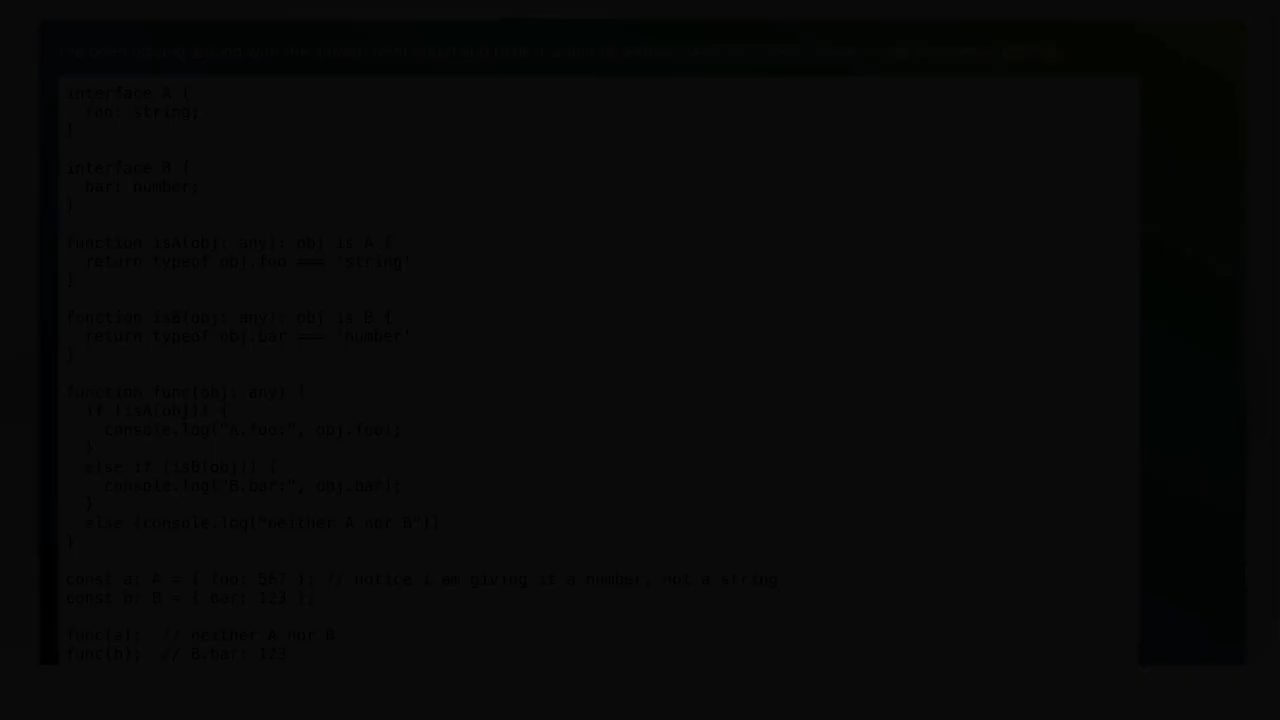 interface A {
  foo: string;
}

interface B {
  bar: number;
}

function isA(obj: any): obj is A {
  return typeof obj.foo === 'string'
}

function isB(obj: any): obj is B {
  return typeof obj.bar === 'number'
}

function func(obj: any) {
  if (isA(obj)) {
    console.log("A.foo:", obj.foo);
  }
  else if (isB(obj)) {
    console.log("B.bar:", obj.bar);
  }
  else {console.log("neither A nor B")}
}

const a: A = { foo: 567 }; // notice i am giving it a number, not a string
const b: B = { bar: 123 };

func(a);  // neither A nor B
func(b);  // B.bar: 123